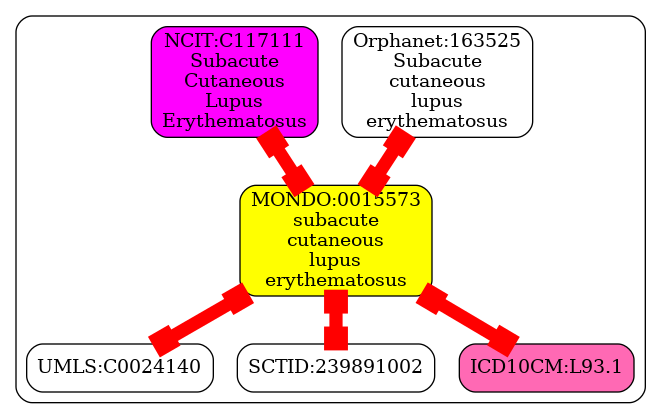 NCIT:C117111
Subacute
Cutaneous
Lupus
Erythematosus
Orphanet:163525
Subacute
cutaneous
lupus
erythematosus
MONDO:0015573
subacute
cutaneous
lupus
erythematosus
UMLS:C0024140
SCTID:239891002
ICD10CM:L93.1